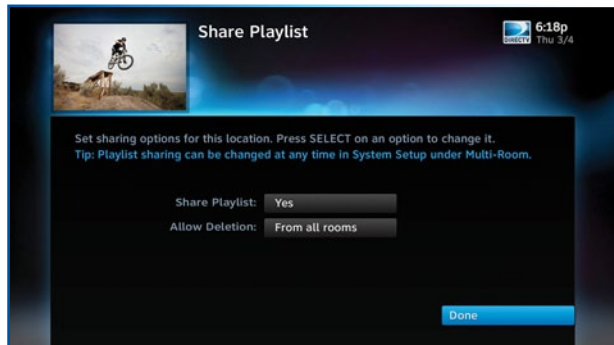 Share Playlist
6:18p
DIRECTV Thu 3/4
Set sharing options for this location. Press SELECT on an option to change it.
Tip: Playlist sharing can be changed at any time in System Setup under Multi-Room.
Share Playlist: Yes
Allow Deletion: From all rooms
Done